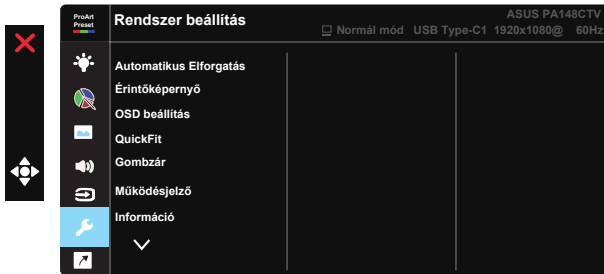 ProArt
Preset
Rendszer beállítás
ASUS PA148CTV
Normál mód USB Type-C1 1920x1080@ 60Hz
Automatikus Elforgatás
Érintőképernyő
OSD beállítás
QuickFit
Gombzár
Működésjelző
Információ